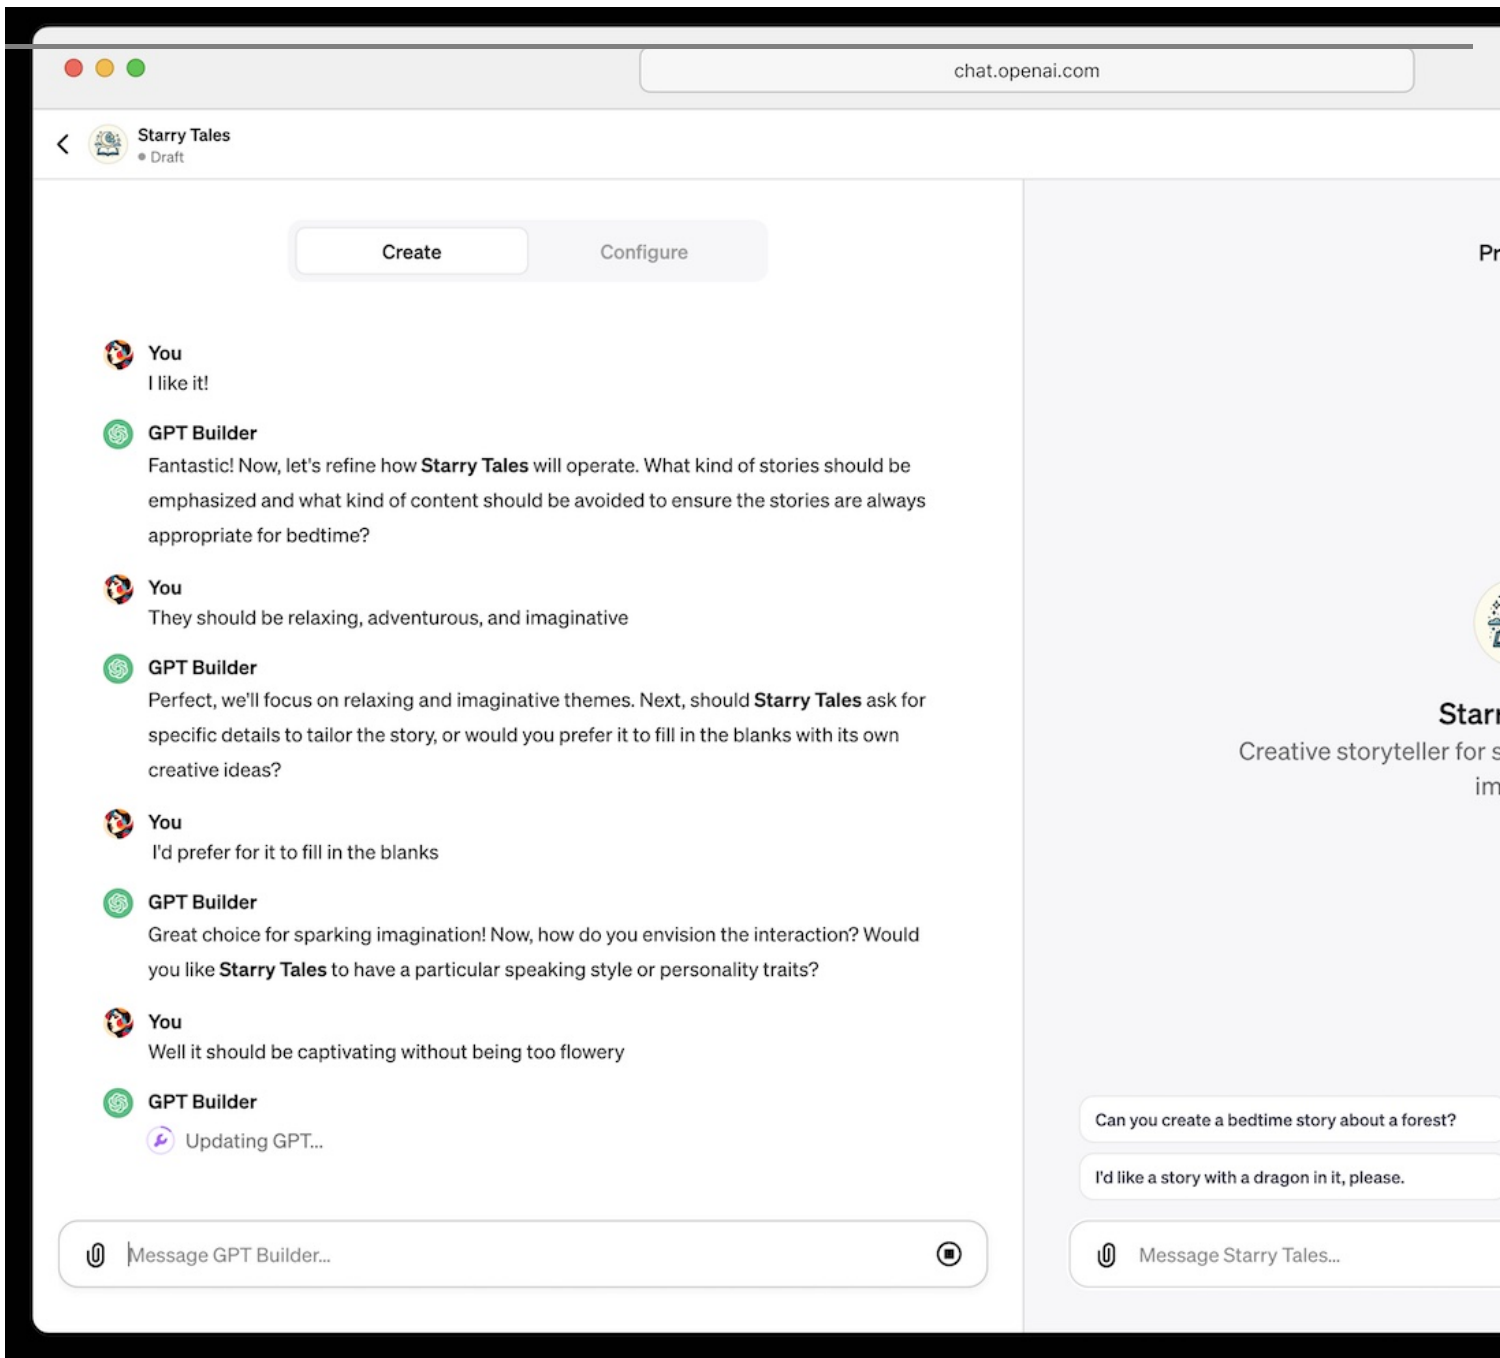 chat.openai.com
Starry Tales
Draft
Create
Configure
You
I like it!
GPT Builder
Fantastic! Now, let's refine how Starry Tales will operate. What kind of stories should be
emphasized and what kind of content should be avoided to ensure the stories are always
appropriate for bedtime?
You
They should be relaxing, adventurous, and imaginative
GPT Builder
Perfect, we'll focus on relaxing and imaginative themes. Next, should Starry Tales ask for
specific details to tailor the story, or would you prefer it to fill in the blanks with its own
creative ideas?
You
I'd prefer for it to fill in the blanks
GPT Builder
Great choice for sparking imagination! Now, how do you envision the interaction? Would
you like Starry Tales to have a particular speaking style or personality traits?
You
Well it should be captivating without being too flowery
GPT Builder
Updating GPT...
Message GPT Builder...
Creative storyteller for
Can you create a bedtime story about a forest?
I'd like a story with a dragon in it, please.
Message Starry Tales...